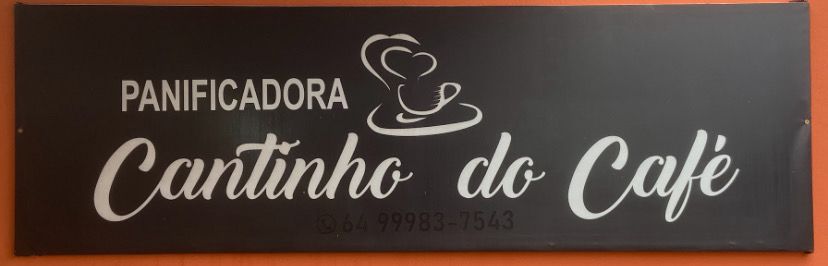 PANIFICADORA
Cantinho do Café
64 99983-7543